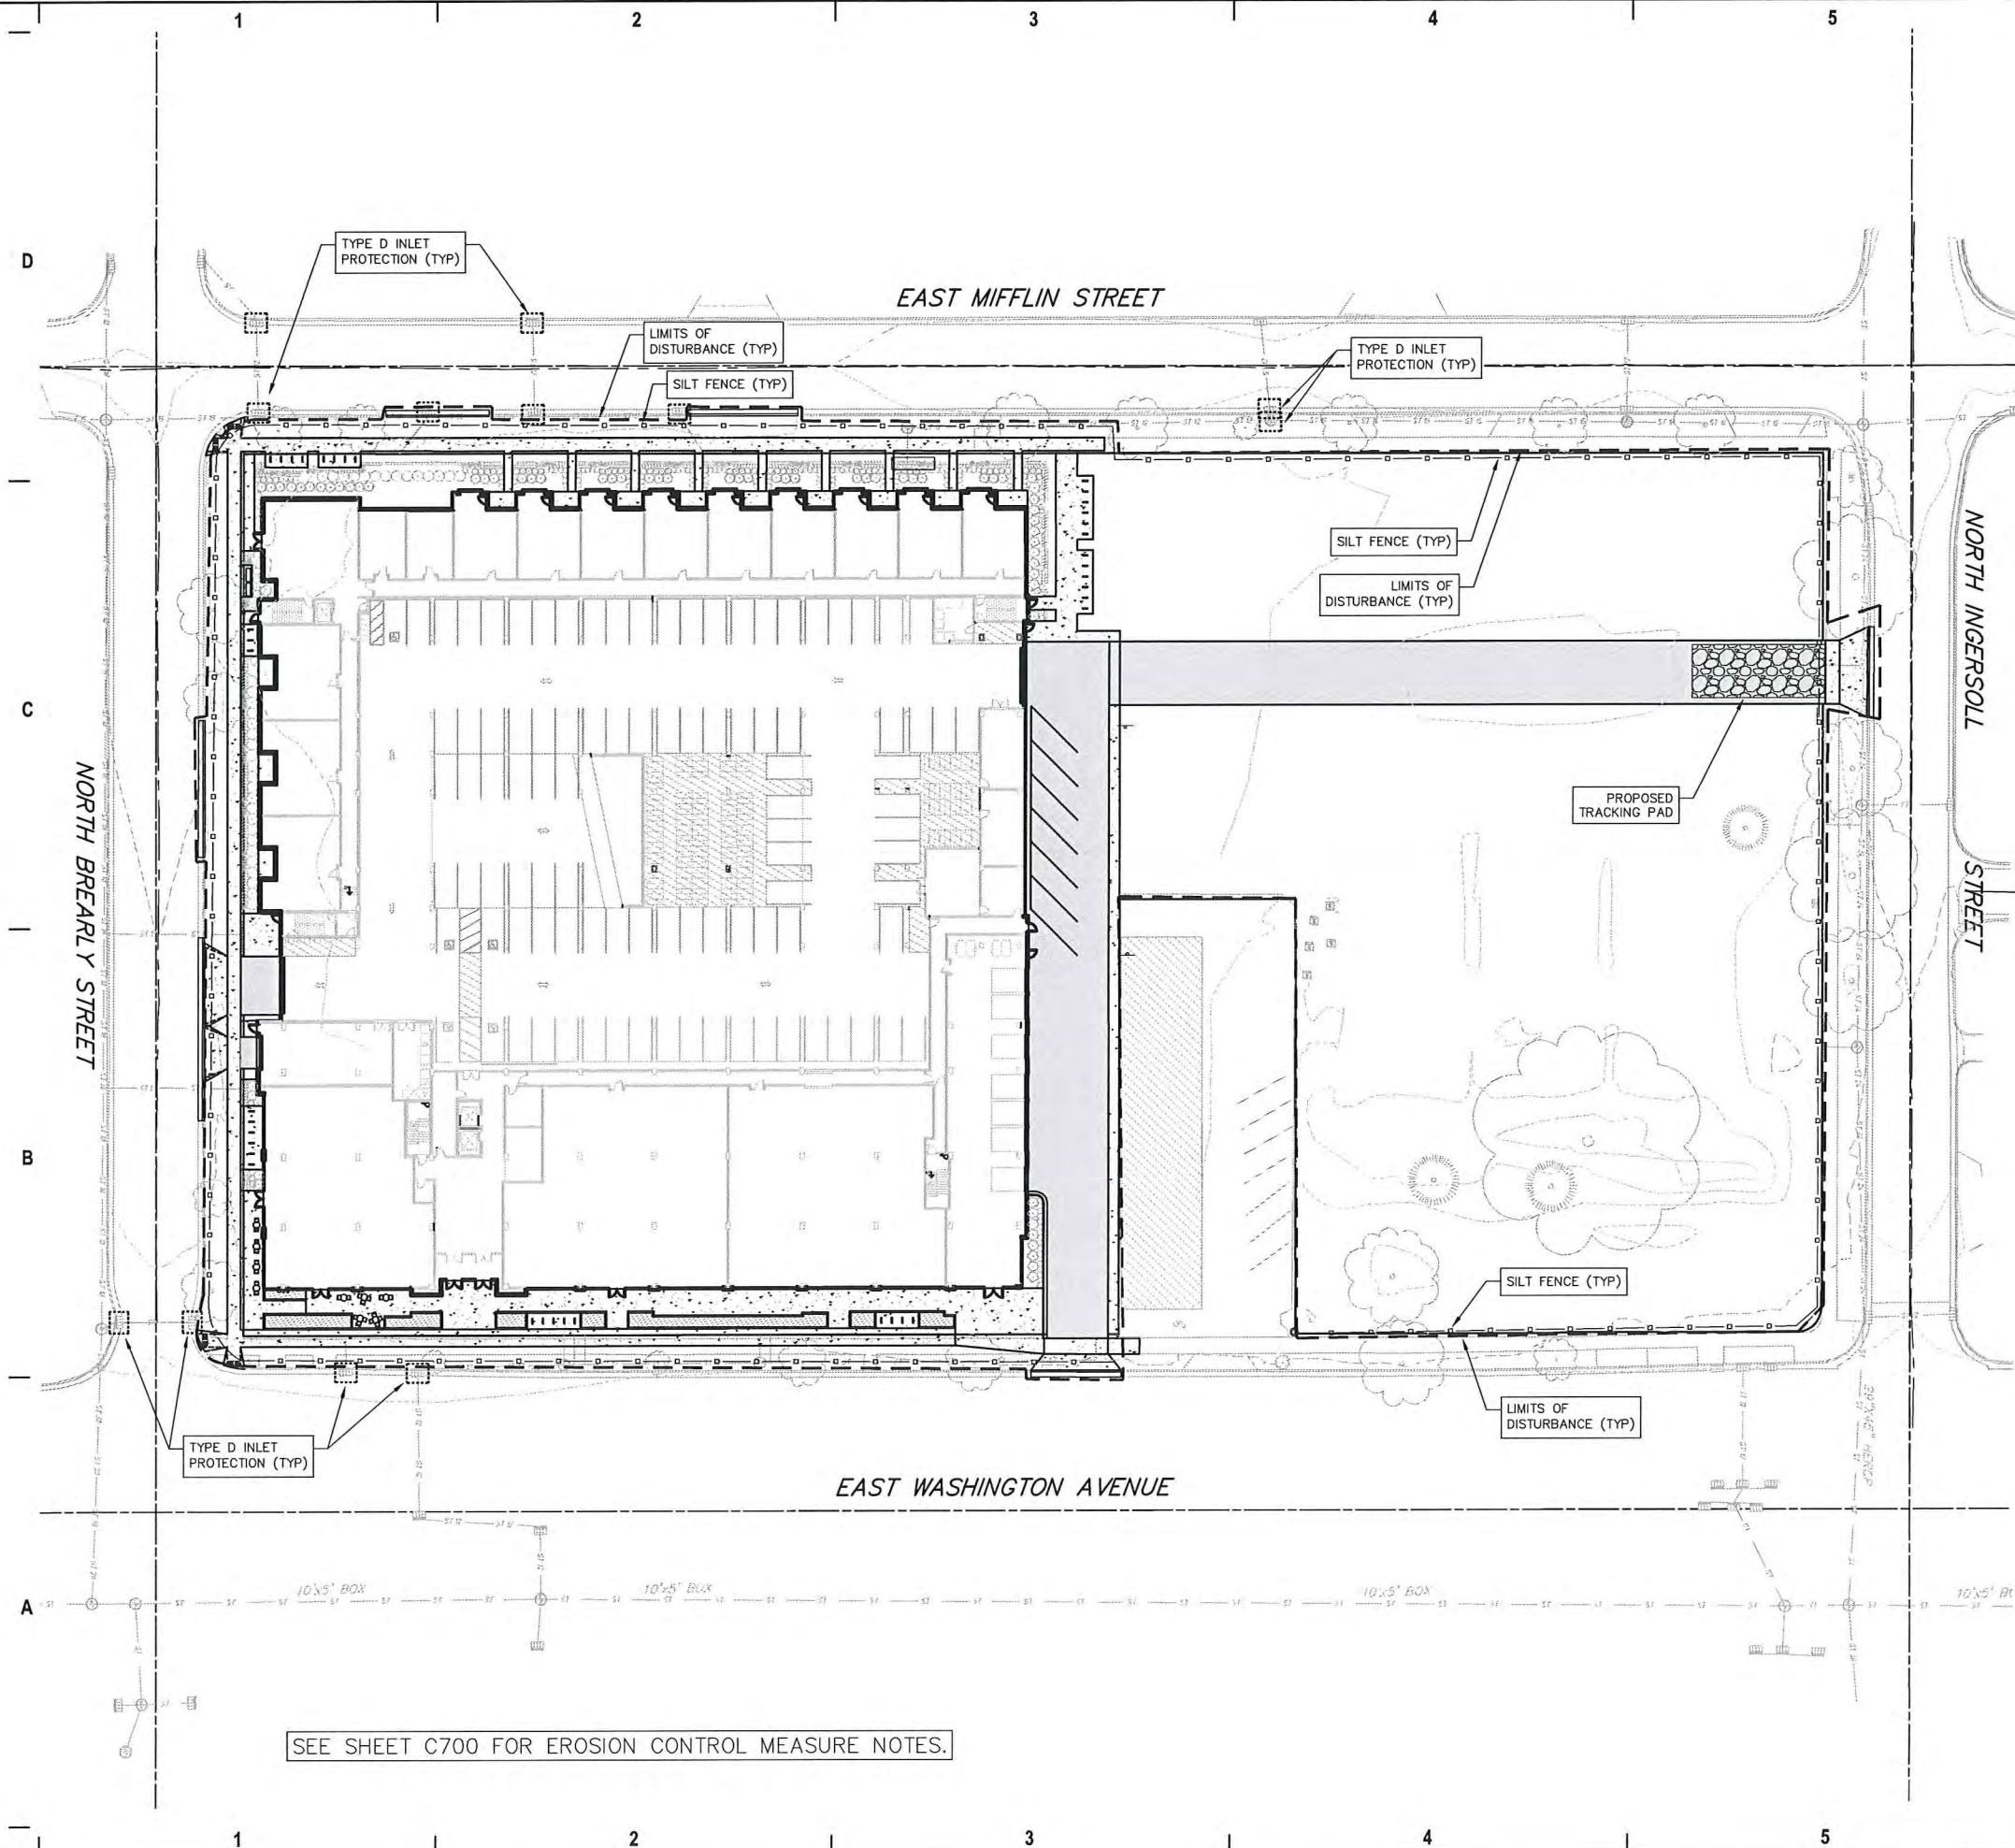 1 2 3 4 5
D
TYPE D INLET
PROTECTION (TYP)
EAST MIFFLIN STREET
LIMITS OF
DISTURBANCE (TYP)
TYPE D INLET
PROTECTION (TYP)
SILT FENCE (TYP)
SILT FENCE (TYP)
LIMITS OF
DISTURBANCE (TYP)
NORTH INGERSOLL
STREET
C
NORTH BREARLY STREET
PROPOSED
TRACKING PAD
B
SILT FENCE (TYP)
LIMITS OF
DISTURBANCE (TYP)
TYPE D INLET
PROTECTION (TYP)
EAST WASHINGTON AVENUE
A
10'x5' BOX
10'x5' BOX
10'x5' BOX
SEE SHEET C700 FOR EROSION CONTROL MEASURE NOTES.
1 2 3 4 5